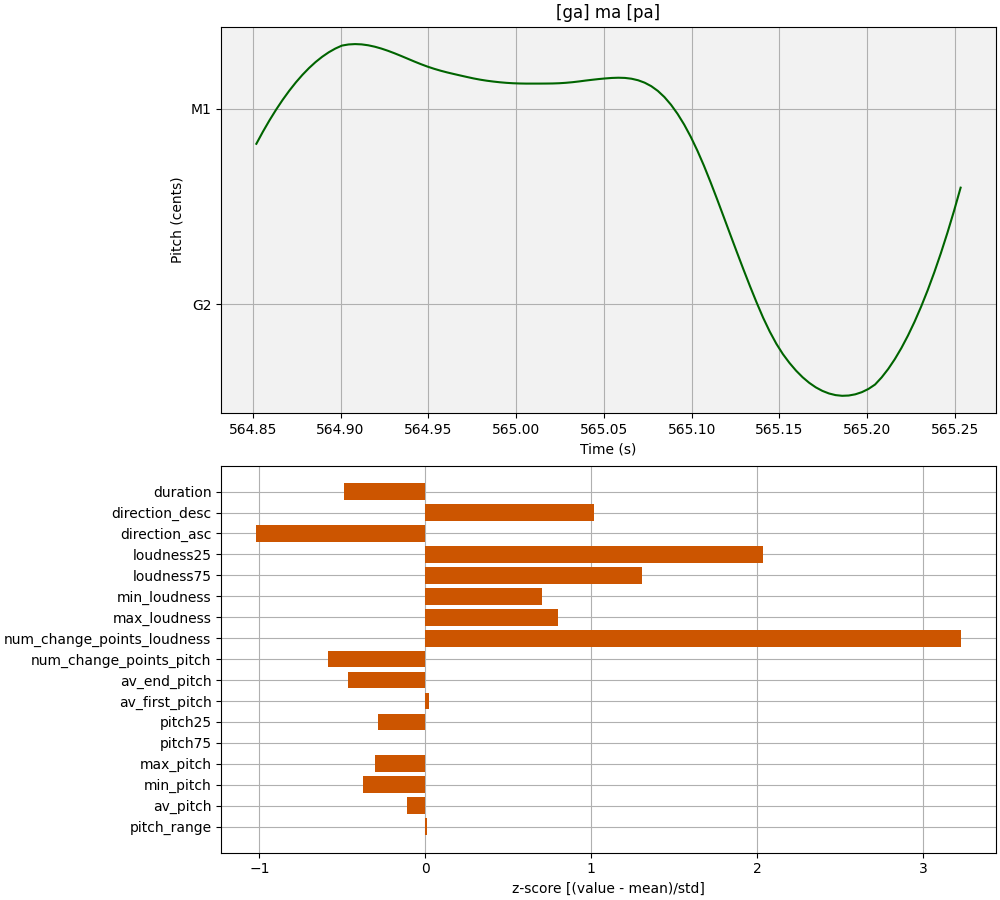 [ga] ma [pa]
M1
G2
Pitch (cents)
564.85 564.90 564.95 565.00 565.05 565.10 565.15 565.20 565.25
Time (s)
duration
direction_desc
direction_asc
loudness25
loudness75
min_loudness
max_loudness
num_change_points_loudness
num_change_points_pitch
av_end_pitch
av_first_pitch
pitch25
pitch75
max_pitch
min_pitch
av_pitch
pitch_range
−1 0 1 2 3
z-score [(value - mean)/std]